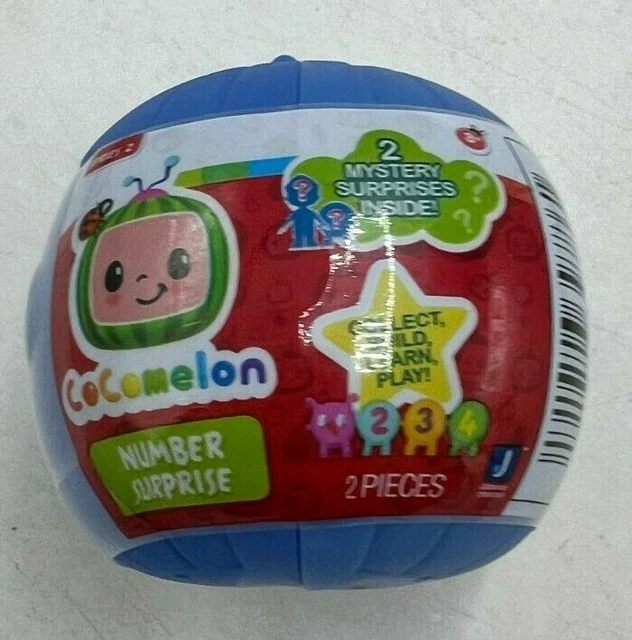 2
MYSTERY
SURPRISES
INSIDE!
CoComelon
COLLECT,
BUILD,
LEARN,
PLAY!
2 3 4
NUMBER
SURPRISE
2 PIECES
J